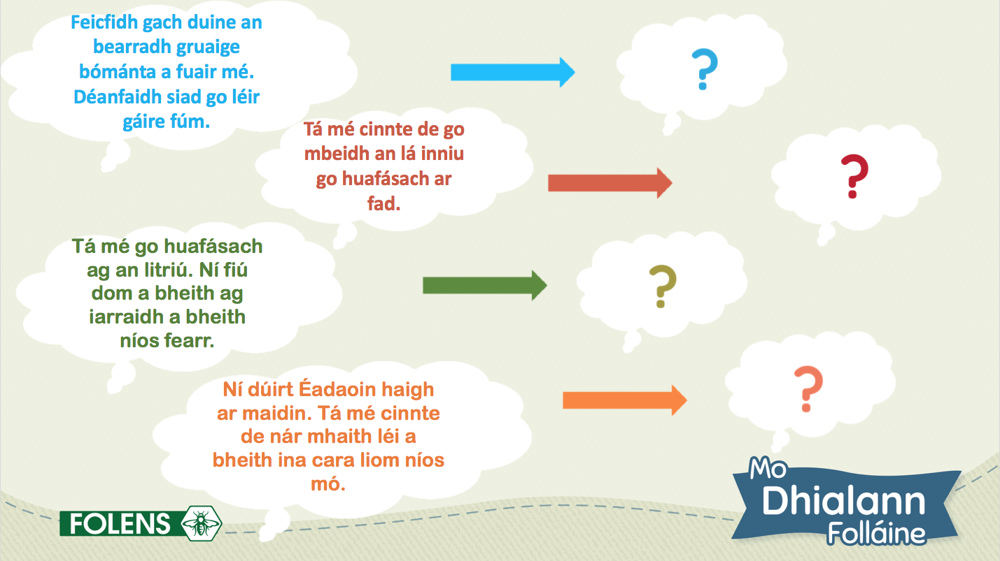 Feicfidh gach duine an
bearradh gruaige
bómánta a fuair mé.
Déanfaidh siad go léir
gáire fúm.
?
Tá mé cinnte de go
mbeidh an lá inniu
go huafásach ar
fad.
?
Tá mé go huafásach
ag an litriú. Ní fiú
dom a bheith ag
iarraidh a bheith
níos fearr.
?
Ní dúirt Éadaoin haigh
ar maidin. Tá mé cinnte
de nár mhaith léi a
bheith ina cara liom níos
mó.
?
FOLENS
Mo
Dhialann
Folláine